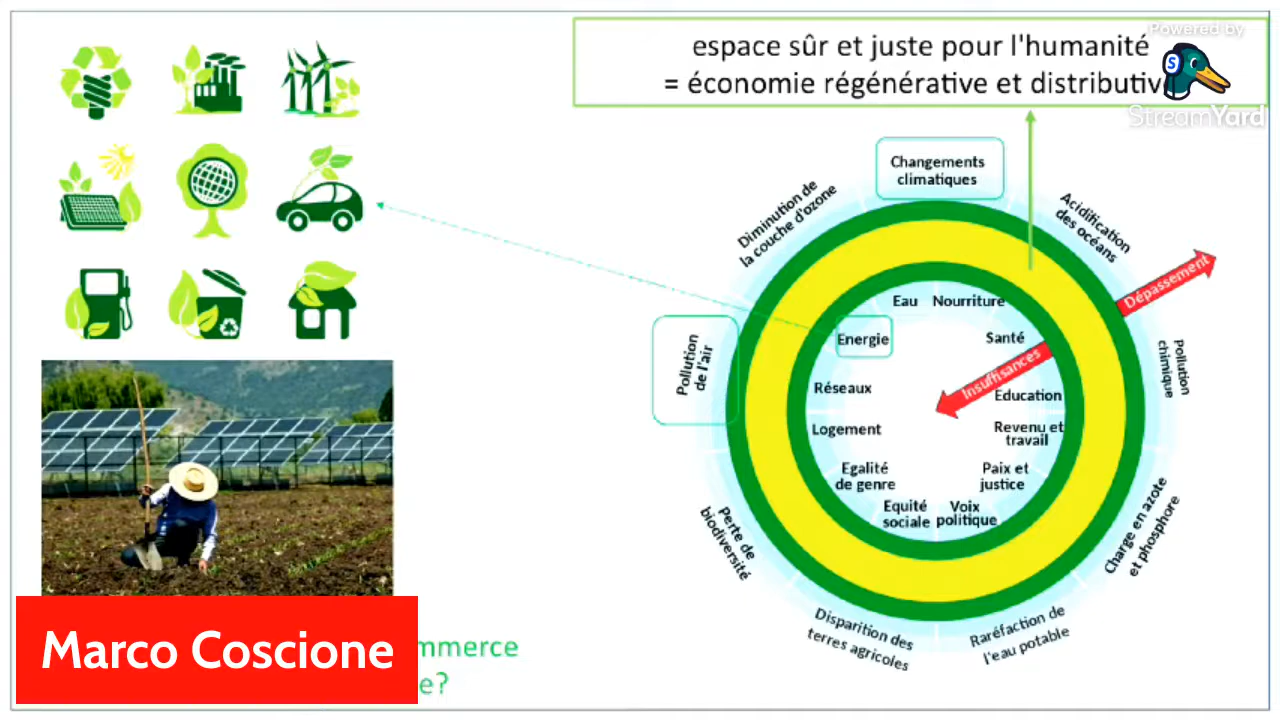 espace sûr et juste pour l'humanité
= économie régénérative et distributiv
Powered by
S
StreamYard
Changements
climatiques
Diminution de
la couche d'ozone
Acidification
des océans
Dépassement
Eau
Nourriture
Energie
Santé
Pollution
de l'air
Pollution
chimique
Insuffisances
Réseaux
Education
Logement
Revenu et
travail
Egalité
de genre
Paix et
justice
Equité
sociale
Voix
politique
Perte de
biodiversité
Charge en azote
et phosphore
Disparition des
terres agricoles
Raréfaction de
l'eau potable
Marco Coscione
mmerce
e?